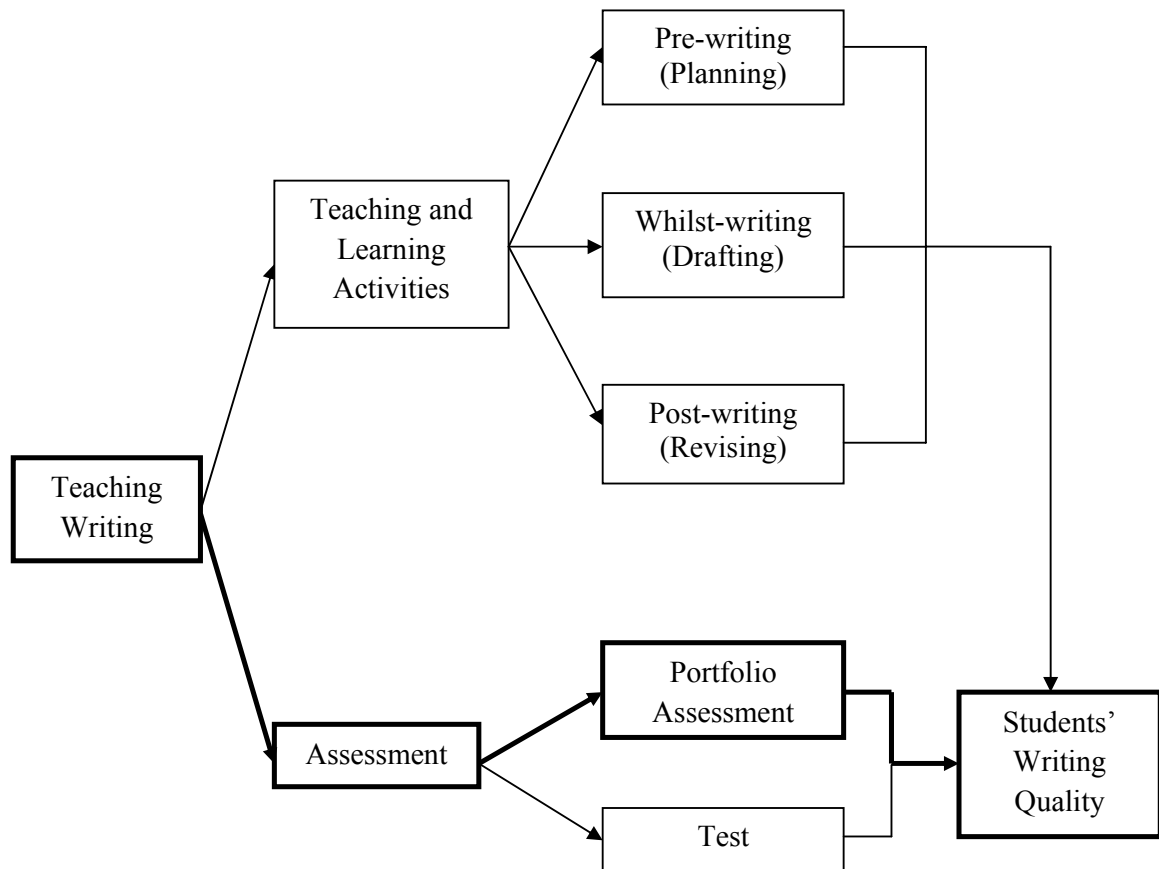 Pre-writing
(Planning)
Teaching and
Learning
Activities
Whilst-writing
(Drafting)
Post-writing
(Revising)
Teaching
Writing
Portfolio
Assessment
Assessment
Students’
Writing
Quality
Test